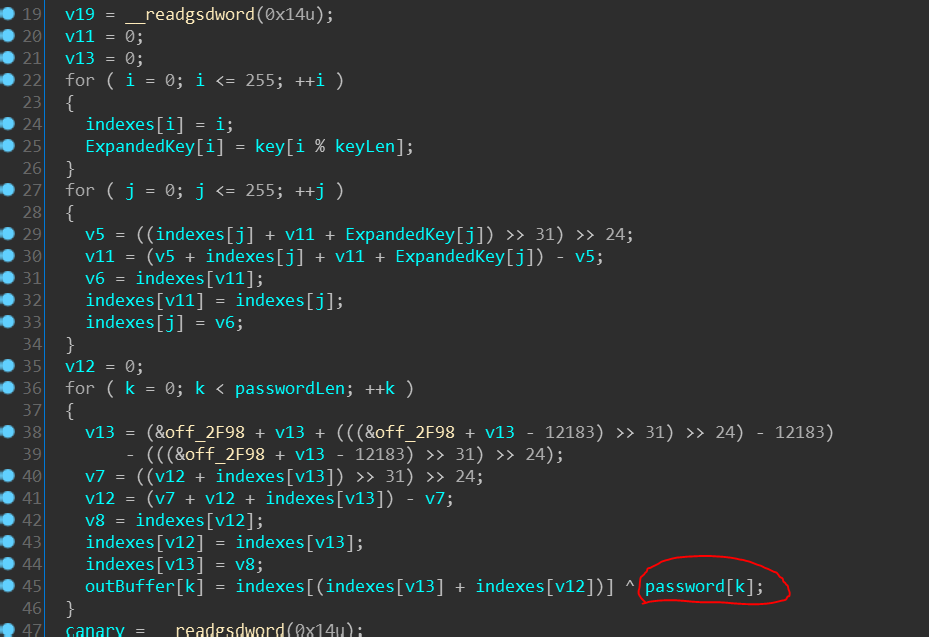 19 v19 = __readgsdword(0x14u);
20 v11 = 0;
21 v13 = 0;
22 for ( i = 0; i <= 255; ++i )
23 {
24 indexes[i] = i;
25 ExpandedKey[i] = key[i % keyLen];
26 }
27 for ( j = 0; j <= 255; ++j )
28 {
29 v5 = ((indexes[j] + v11 + ExpandedKey[j]) >> 31) >> 24;
30 v11 = (v5 + indexes[j] + v11 + ExpandedKey[j]) - v5;
31 v6 = indexes[v11];
32 indexes[v11] = indexes[j];
33 indexes[j] = v6;
34 }
35 v12 = 0;
36 for ( k = 0; k < passwordLen; ++k )
37 {
38 v13 = (&off_2F98 + v13 + (((&off_2F98 + v13 - 12183) >> 31) >> 24) - 12183)
39 - (((&off_2F98 + v13 - 12183) >> 31) >> 24);
40 v7 = ((v12 + indexes[v13]) >> 31) >> 24;
41 v12 = (v7 + v12 + indexes[v13]) - v7;
42 v8 = indexes[v12];
43 indexes[v12] = indexes[v13];
44 indexes[v13] = v8;
45 outBuffer[k] = indexes[(indexes[v13] + indexes[v12])] ^ password[k];
46 }
47 canary = __readgsdword(0x14u);